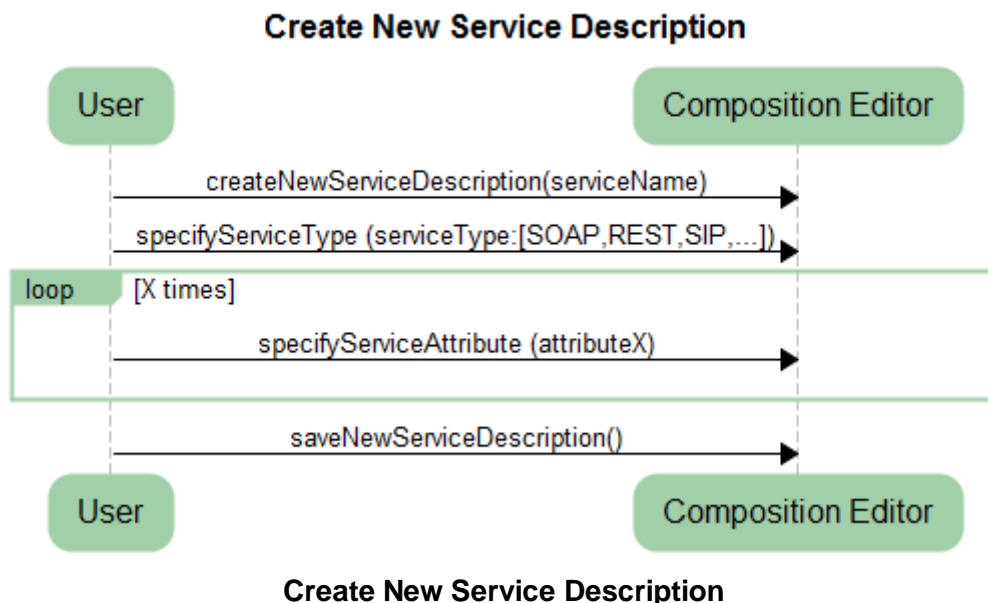 Create New Service Description
User
Composition Editor
createNewServiceDescription(serviceName)
specifyServiceType (serviceType:[SOAP,REST,SIP,...])
loop
[X times]
specifyServiceAttribute (attributeX)
saveNewServiceDescription()
User
Composition Editor
Create New Service Description